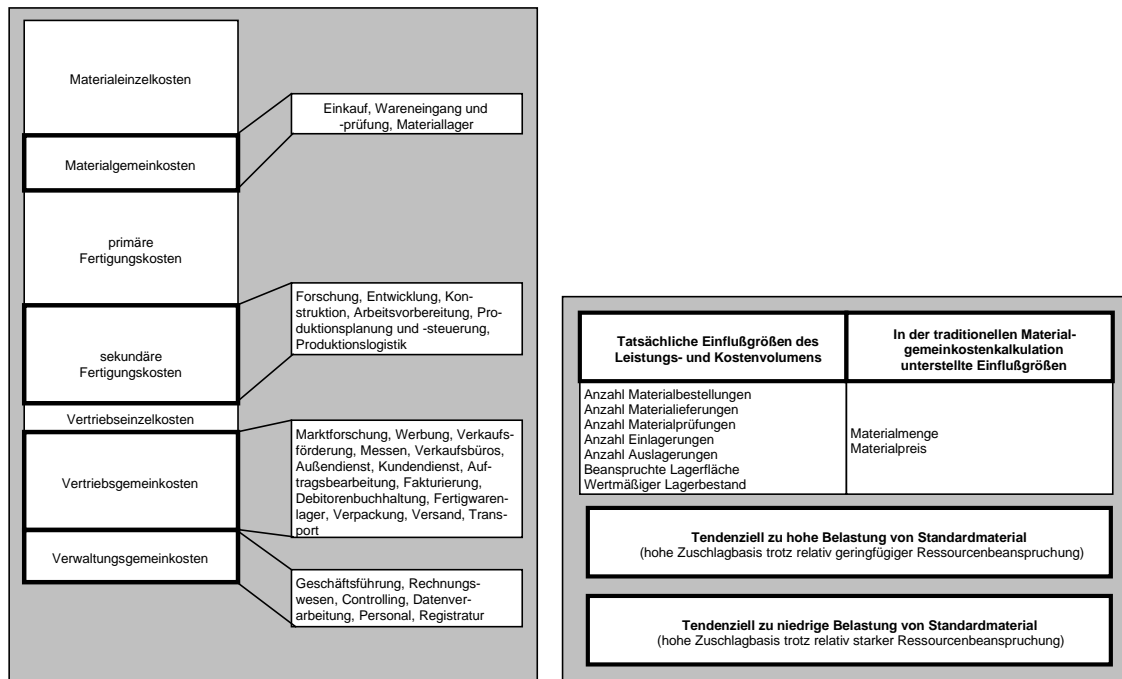 Materialeinzelkosten
Einkauf, Wareneingang und
-prüfung, Materiallager
Materialgemeinkosten
primäre
Fertigungskosten
Forschung, Entwicklung, Kon-
struktion, Arbeitsvorbereitung, Pro-
duktionsplanung und -steuerung,
Produktionslogistik
sekundäre
Fertigungskosten
Vertriebseinzelkosten
Marktforschung, Werbung, Verkaufs-
förderung, Messen, Verkaufsbüros,
Außendienst, Kundendienst, Auf-
tragsbearbeitung, Fakturierung,
Debitorenbuchhaltung, Fertigwaren-
lager, Verpackung, Versand, Trans-
port
Vertriebsgemeinkosten
Verwaltungsgemeinkosten
Geschäftsführung, Rechnungs-
wesen, Controlling, Datenver-
arbeitung, Personal, Registratur
Tatsächliche Einflußgrößen des
Leistungs- und Kostenvolumens
In der traditionellen Material-
gemeinkostenkalkulation
unterstellte Einflußgrößen
Anzahl Materialbestellungen
Anzahl Materialieferungen
Anzahl Materialprüfungen
Anzahl Einlagerungen
Anzahl Auslagerungen
Beanspruchte Lagerfläche
Wertmäßiger Lagerbestand
Materialmenge
Materialpreis
Tendenziell zu hohe Belastung von Standardmaterial
(hohe Zuschlagbasis trotz relativ geringfügiger Ressourcenbeanspruchung)
Tendenziell zu niedrige Belastung von Standardmaterial
(hohe Zuschlagbasis trotz relativ starker Ressourcenbeanspruchung)